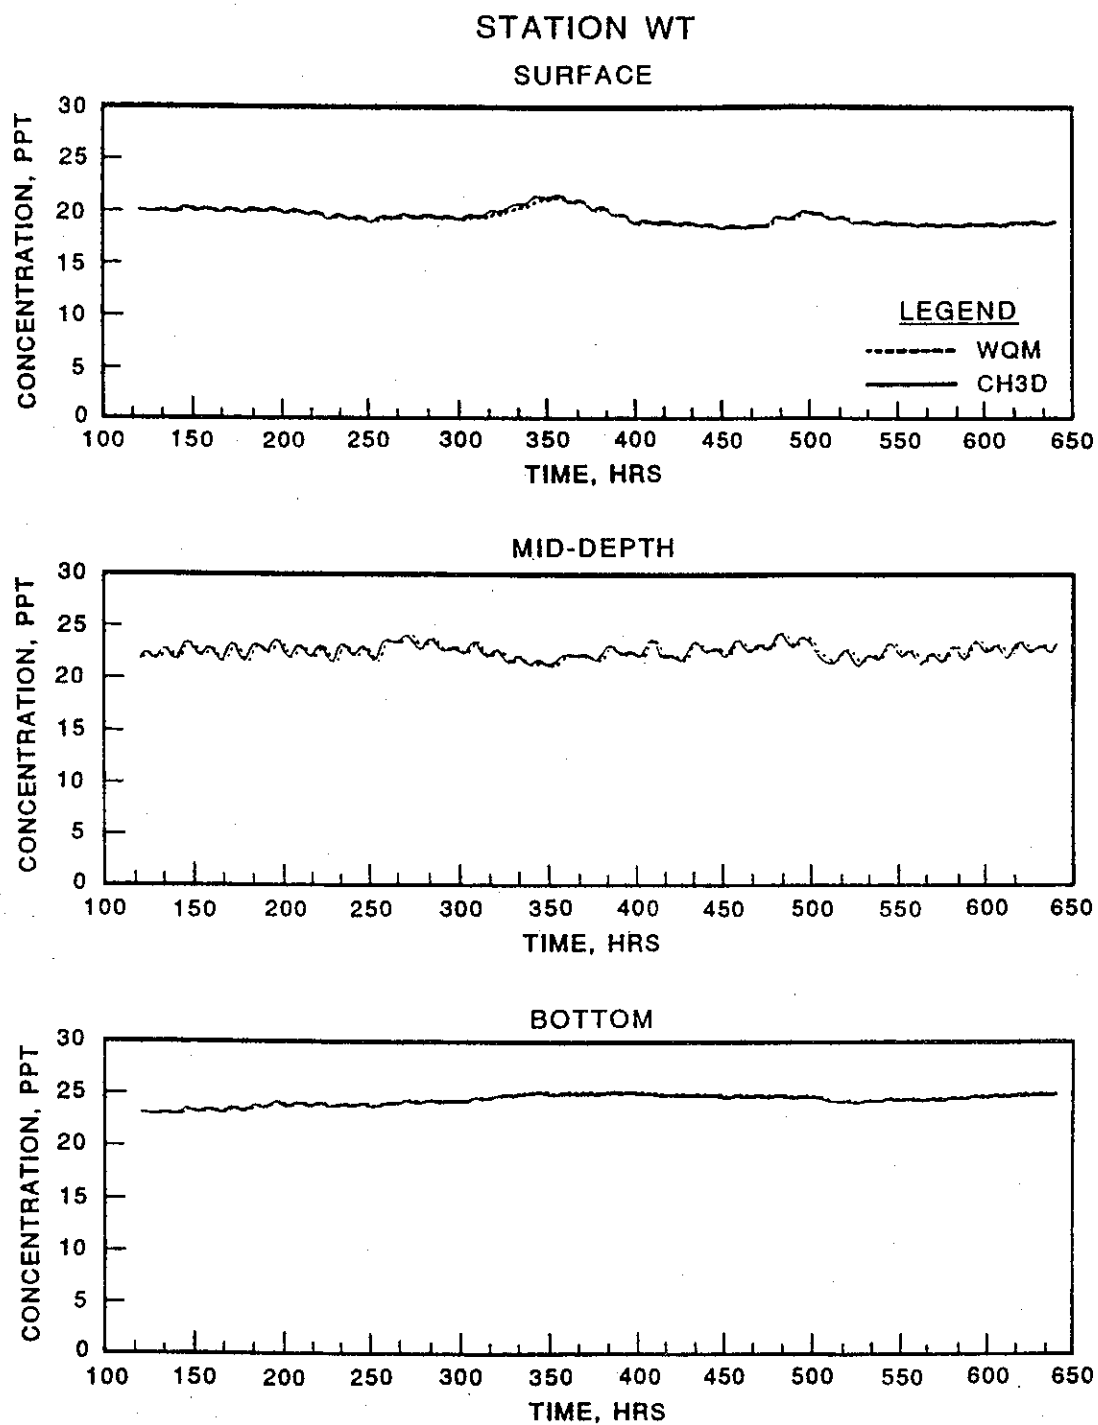 STATION WT
SURFACE
CONCENTRATION, PPT
30
25
20
15
10
5
0
LEGEND
WQM
CH3D
100 150 200 250 300 350 400 450 500 550 600 650
TIME, HRS
MID-DEPTH
CONCENTRATION, PPT
30
25
20
15
10
5
0
100 150 200 250 300 350 400 450 500 550 600 650
TIME, HRS
BOTTOM
CONCENTRATION, PPT
30
25
20
15
10
5
0
100 150 200 250 300 350 400 450 500 550 600 650
TIME, HRS